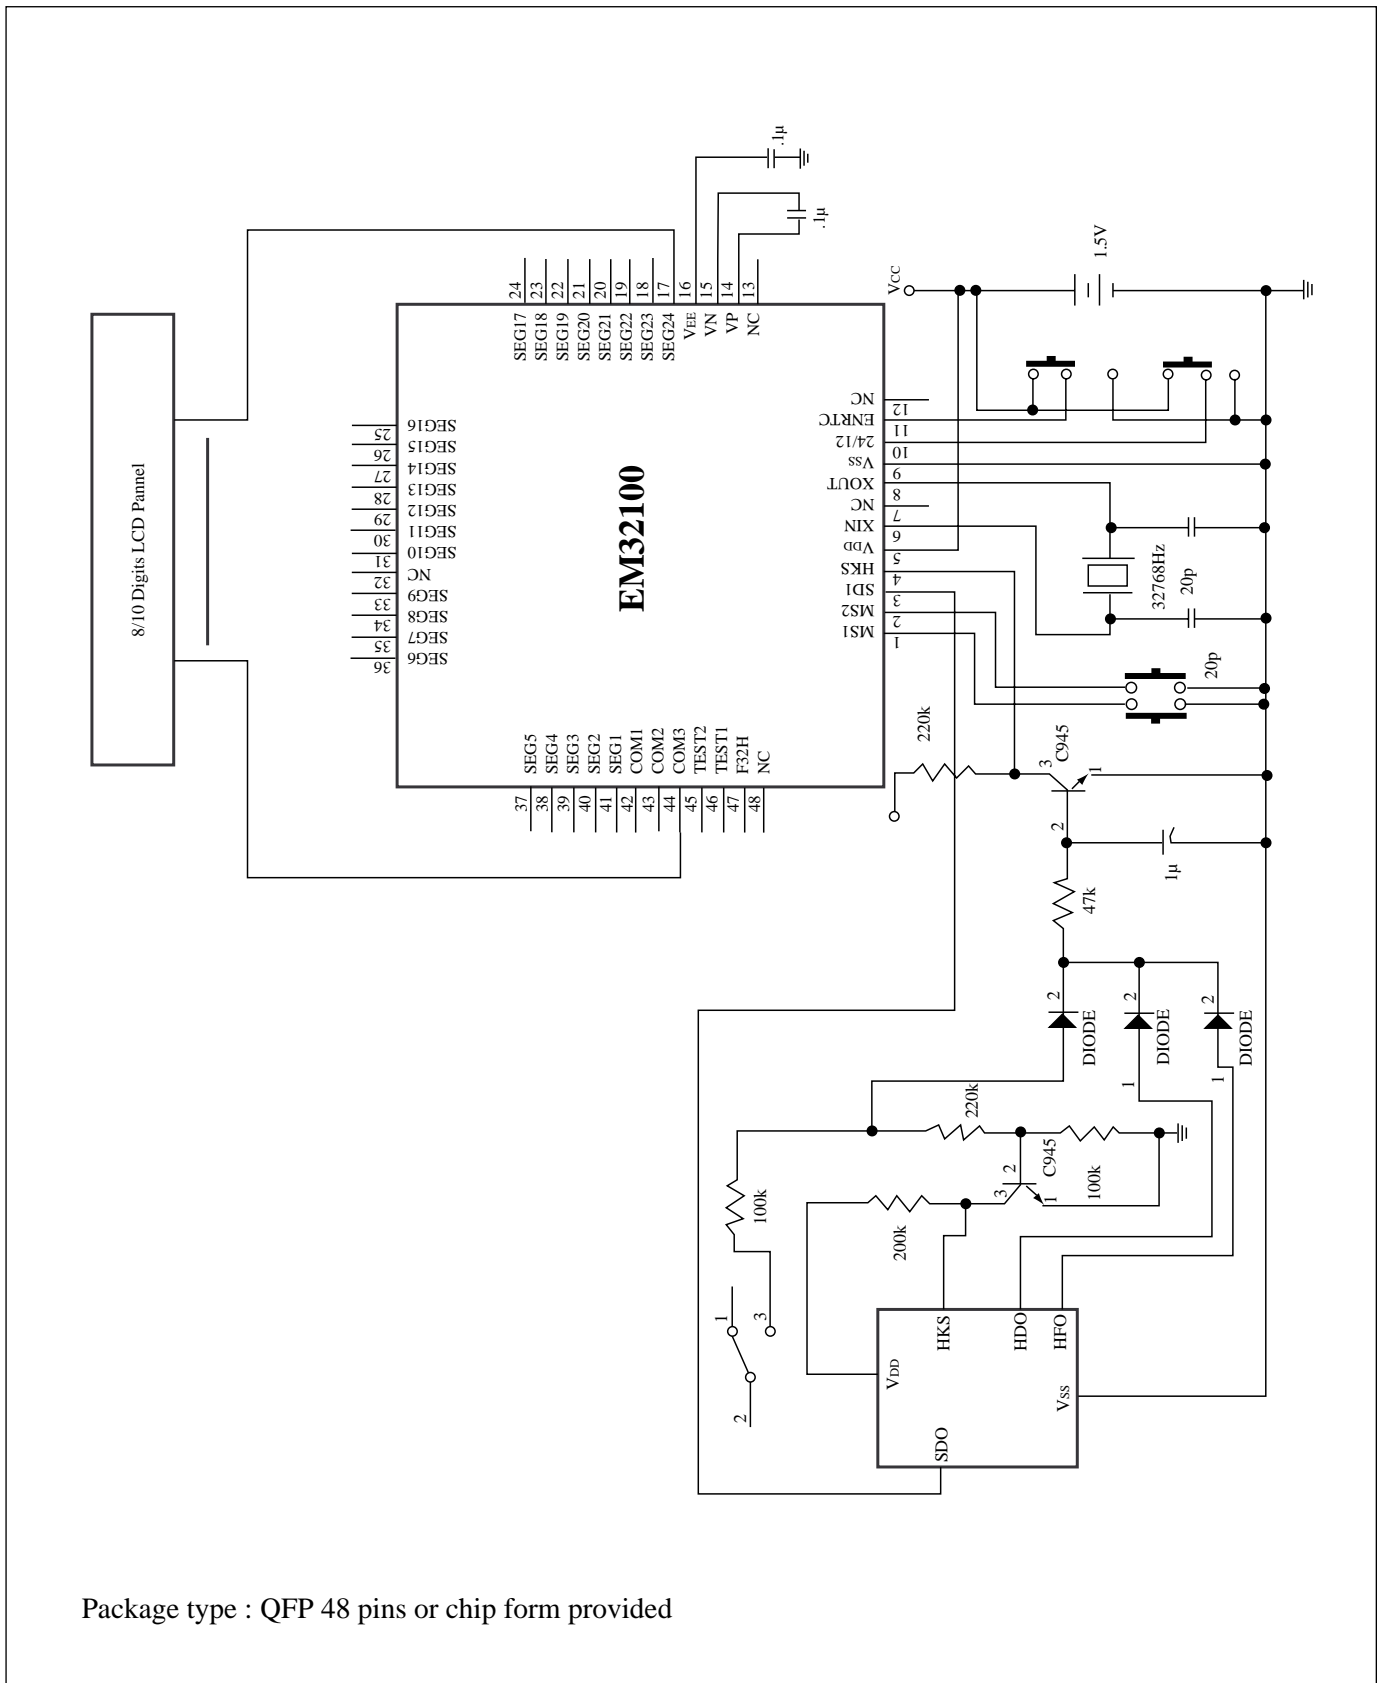 8/10 Digits LCD Pannel
.1µ
.1µ
24
23
22
21
20
19
18
17
16
15
14
13
SEG17
SEG18
SEG19
SEG20
SEG21
SEG22
SEG23
SEG24
VEE
VN
VP
NC
SEG16
SEG15
SEG14
SEG13
SEG12
SEG11
SEG10
NC
SEG9
SEG8
SEG7
SEG6
25
26
27
28
29
30
31
32
33
34
35
36
EM32100
NC
ENRTC
24/12
VSS
XOUT
NC
XIN
VDD
HKS
SD1
MS2
MS1
12
11
10
9
8
7
6
5
4
3
2
1
SEG5
SEG4
SEG3
SEG2
SEG1
COM1
COM2
COM3
TEST2
TEST1
F32H
NC
37
38
39
40
41
42
43
44
45
46
47
48
VCC
1.5V
32768Hz
20p
20p
220k
C945
3
1
2
1µ
47k
2
DIODE
2
DIODE
1
2
DIODE
1
220k
C945
100k
2
3
1
200k
100k
1
3
2
HKS
HDO
HFO
VDD
VSS
SDO
Package type : QFP 48 pins or chip form provided